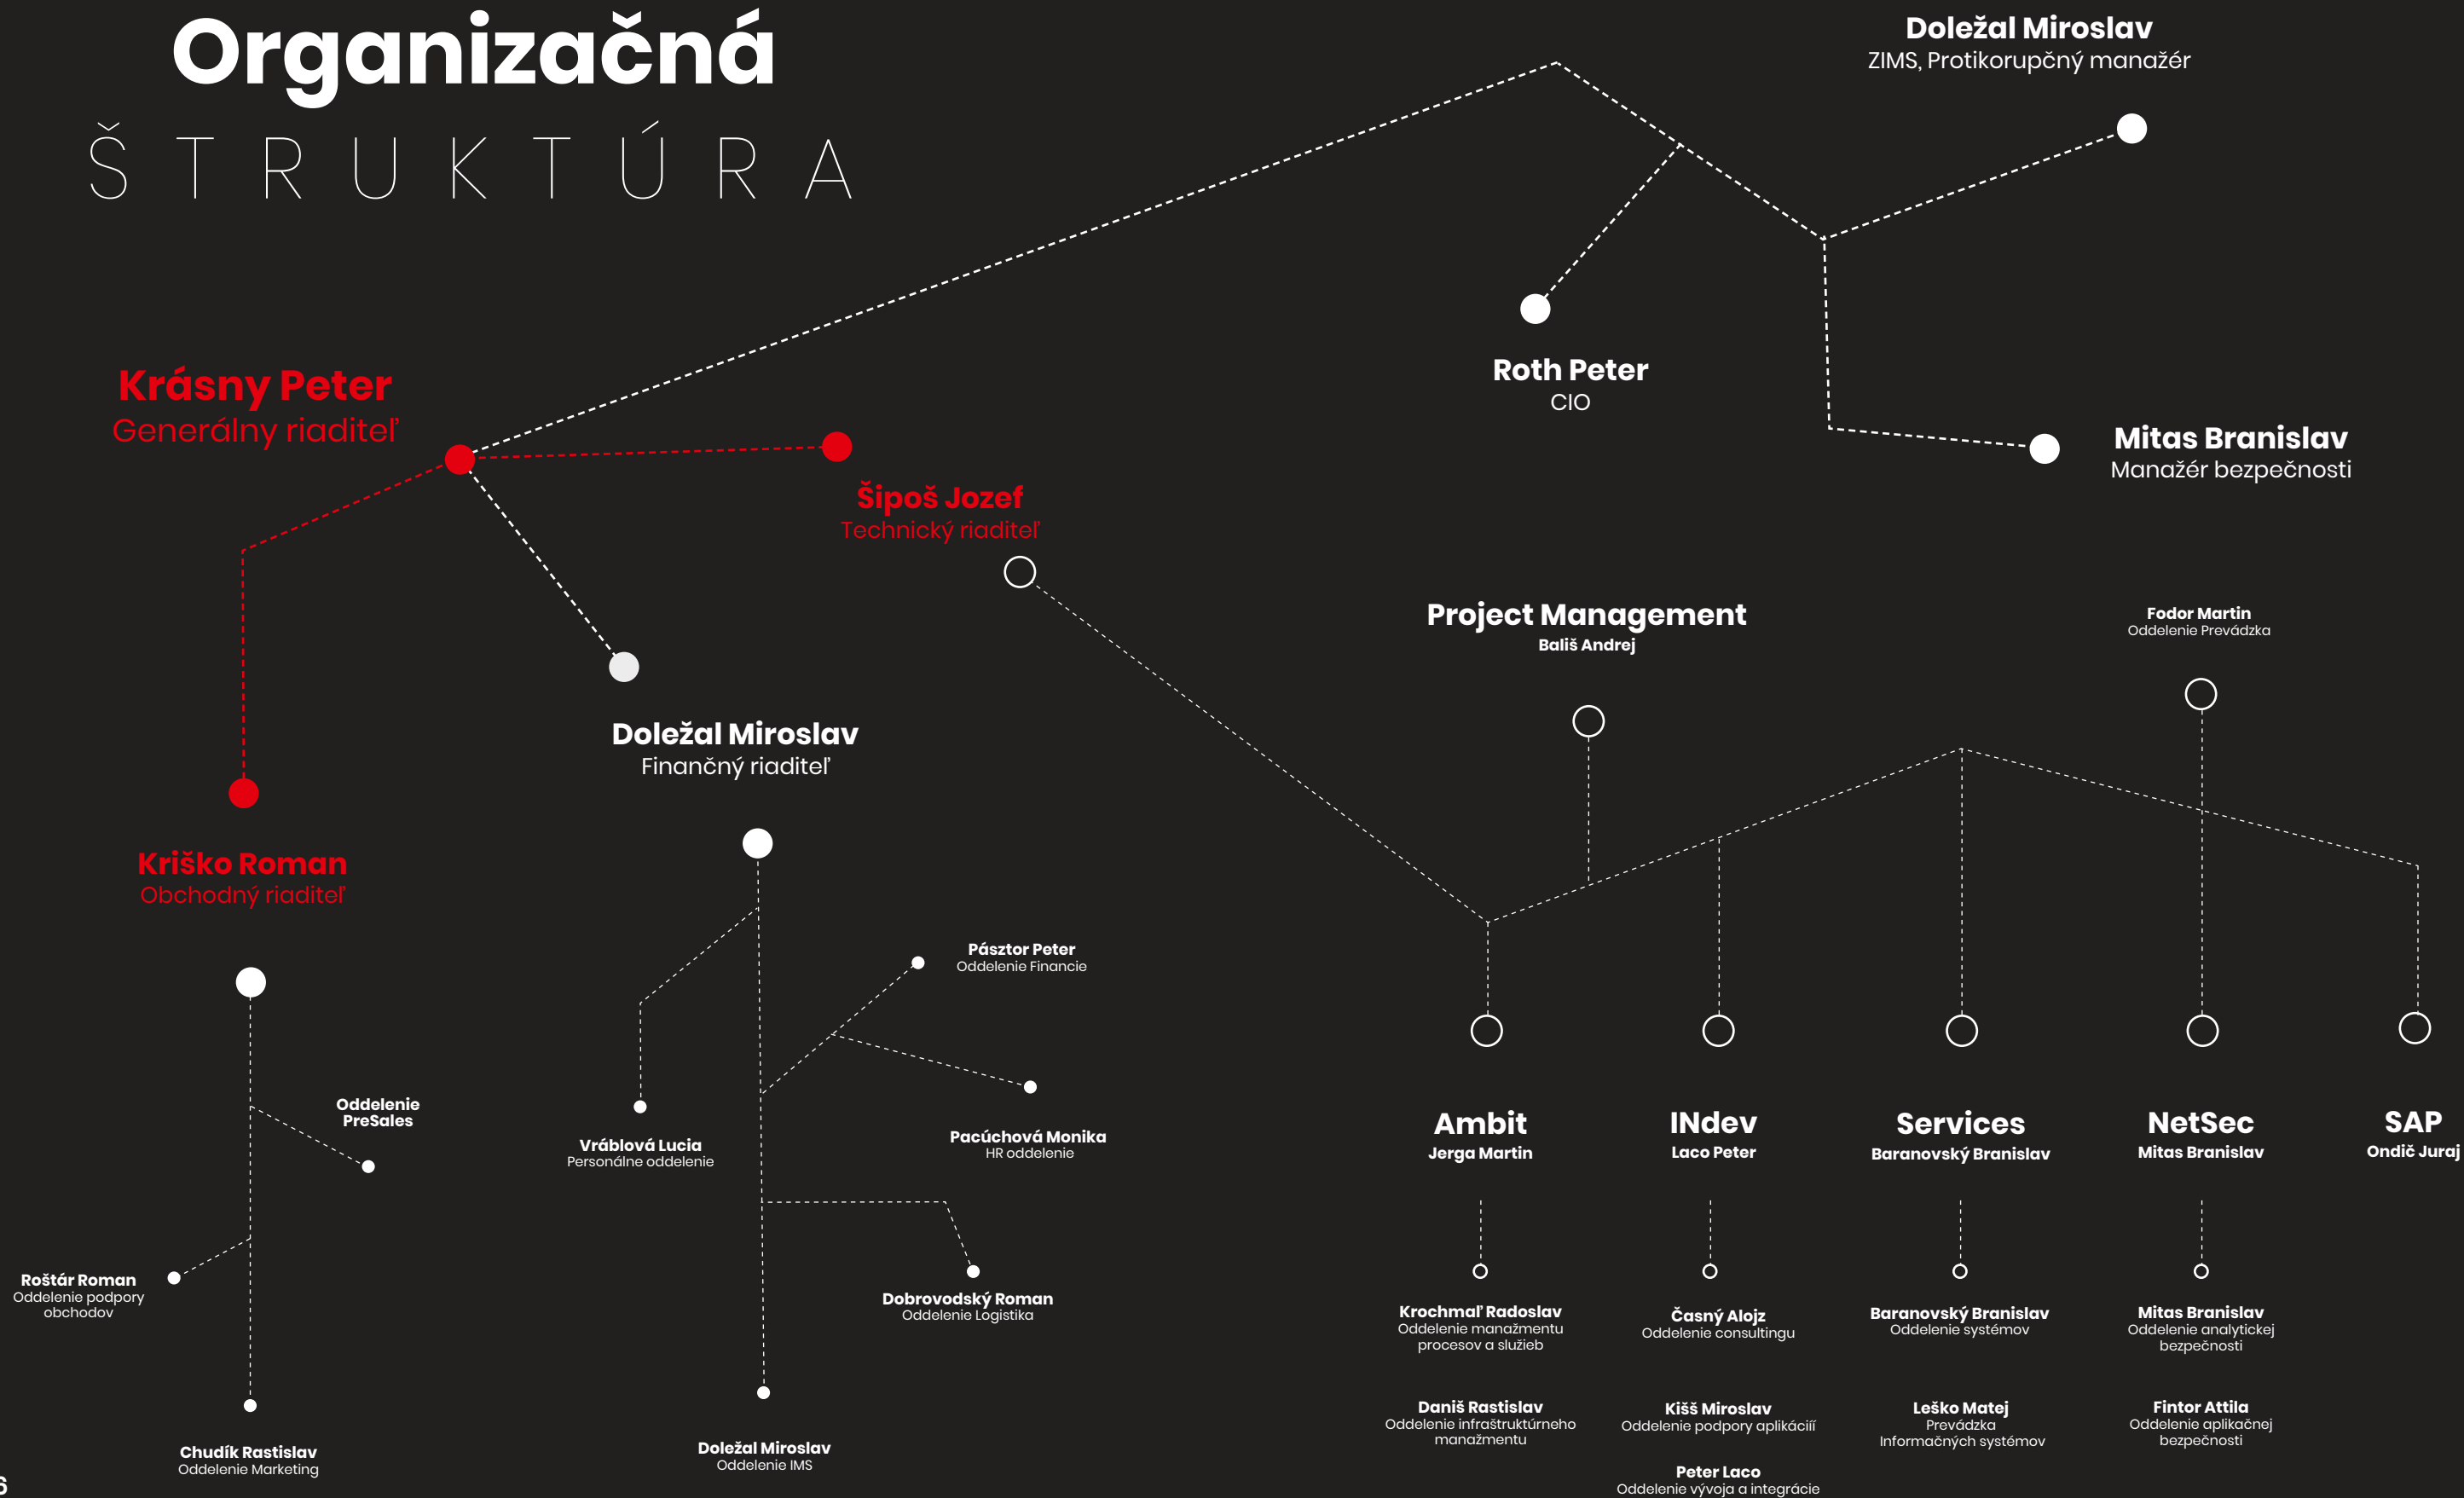 Organizačná
ŠTRUKTÚRA
Doležal Miroslav
ZIMS, Protikorupčný manažér
Roth Peter
CIO
Mitas Branislav
Manažér bezpečnosti
Krásny Peter
Generálny riaditeľ
Šipoš Jozef
Technický riaditeľ
Doležal Miroslav
Finančný riaditeľ
Kriško Roman
Obchodný riaditeľ
Project Management
Bališ Andrej
Fodor Martin
Oddelenie Prevádzka
Oddelenie
PreSales
Roštár Roman
Oddelenie podpory
obchodov
Chudík Rastislav
Oddelenie Marketing
Vráblová Lucia
Personálne oddelenie
Pásztor Peter
Oddelenie Financie
Pacúchová Monika
HR oddelenie
Dobrovodský Roman
Oddelenie Logistika
Doležal Miroslav
Oddelenie IMS
Ambit
Jerga Martin
Krochmaľ Radoslav
Oddelenie manažmentu
procesov a služieb
Daniš Rastislav
Oddelenie infraštruktúrneho
manažmentu
INdev
Laco Peter
Časný Alojz
Oddelenie consultingu
Kišš Miroslav
Oddelenie podpory aplikáciíí
Peter Laco
Oddelenie vývoja a integrácie
Services
Baranovský Branislav
Baranovský Branislav
Oddelenie systémov
Leško Matej
Prevádzka
Informačných systémov
NetSec
Mitas Branislav
Mitas Branislav
Oddelenie analytickej
bezpečnosti
Fintor Attila
Oddelenie aplikačnej
bezpečnosti
SAP
Ondič Juraj
6